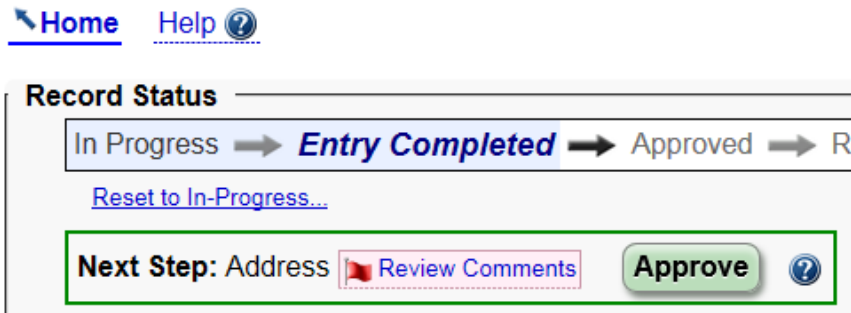 Home Help
Record Status
In Progress Entry Completed Approved R
Reset to In-Progress...
Next Step: Address Review Comments Approve